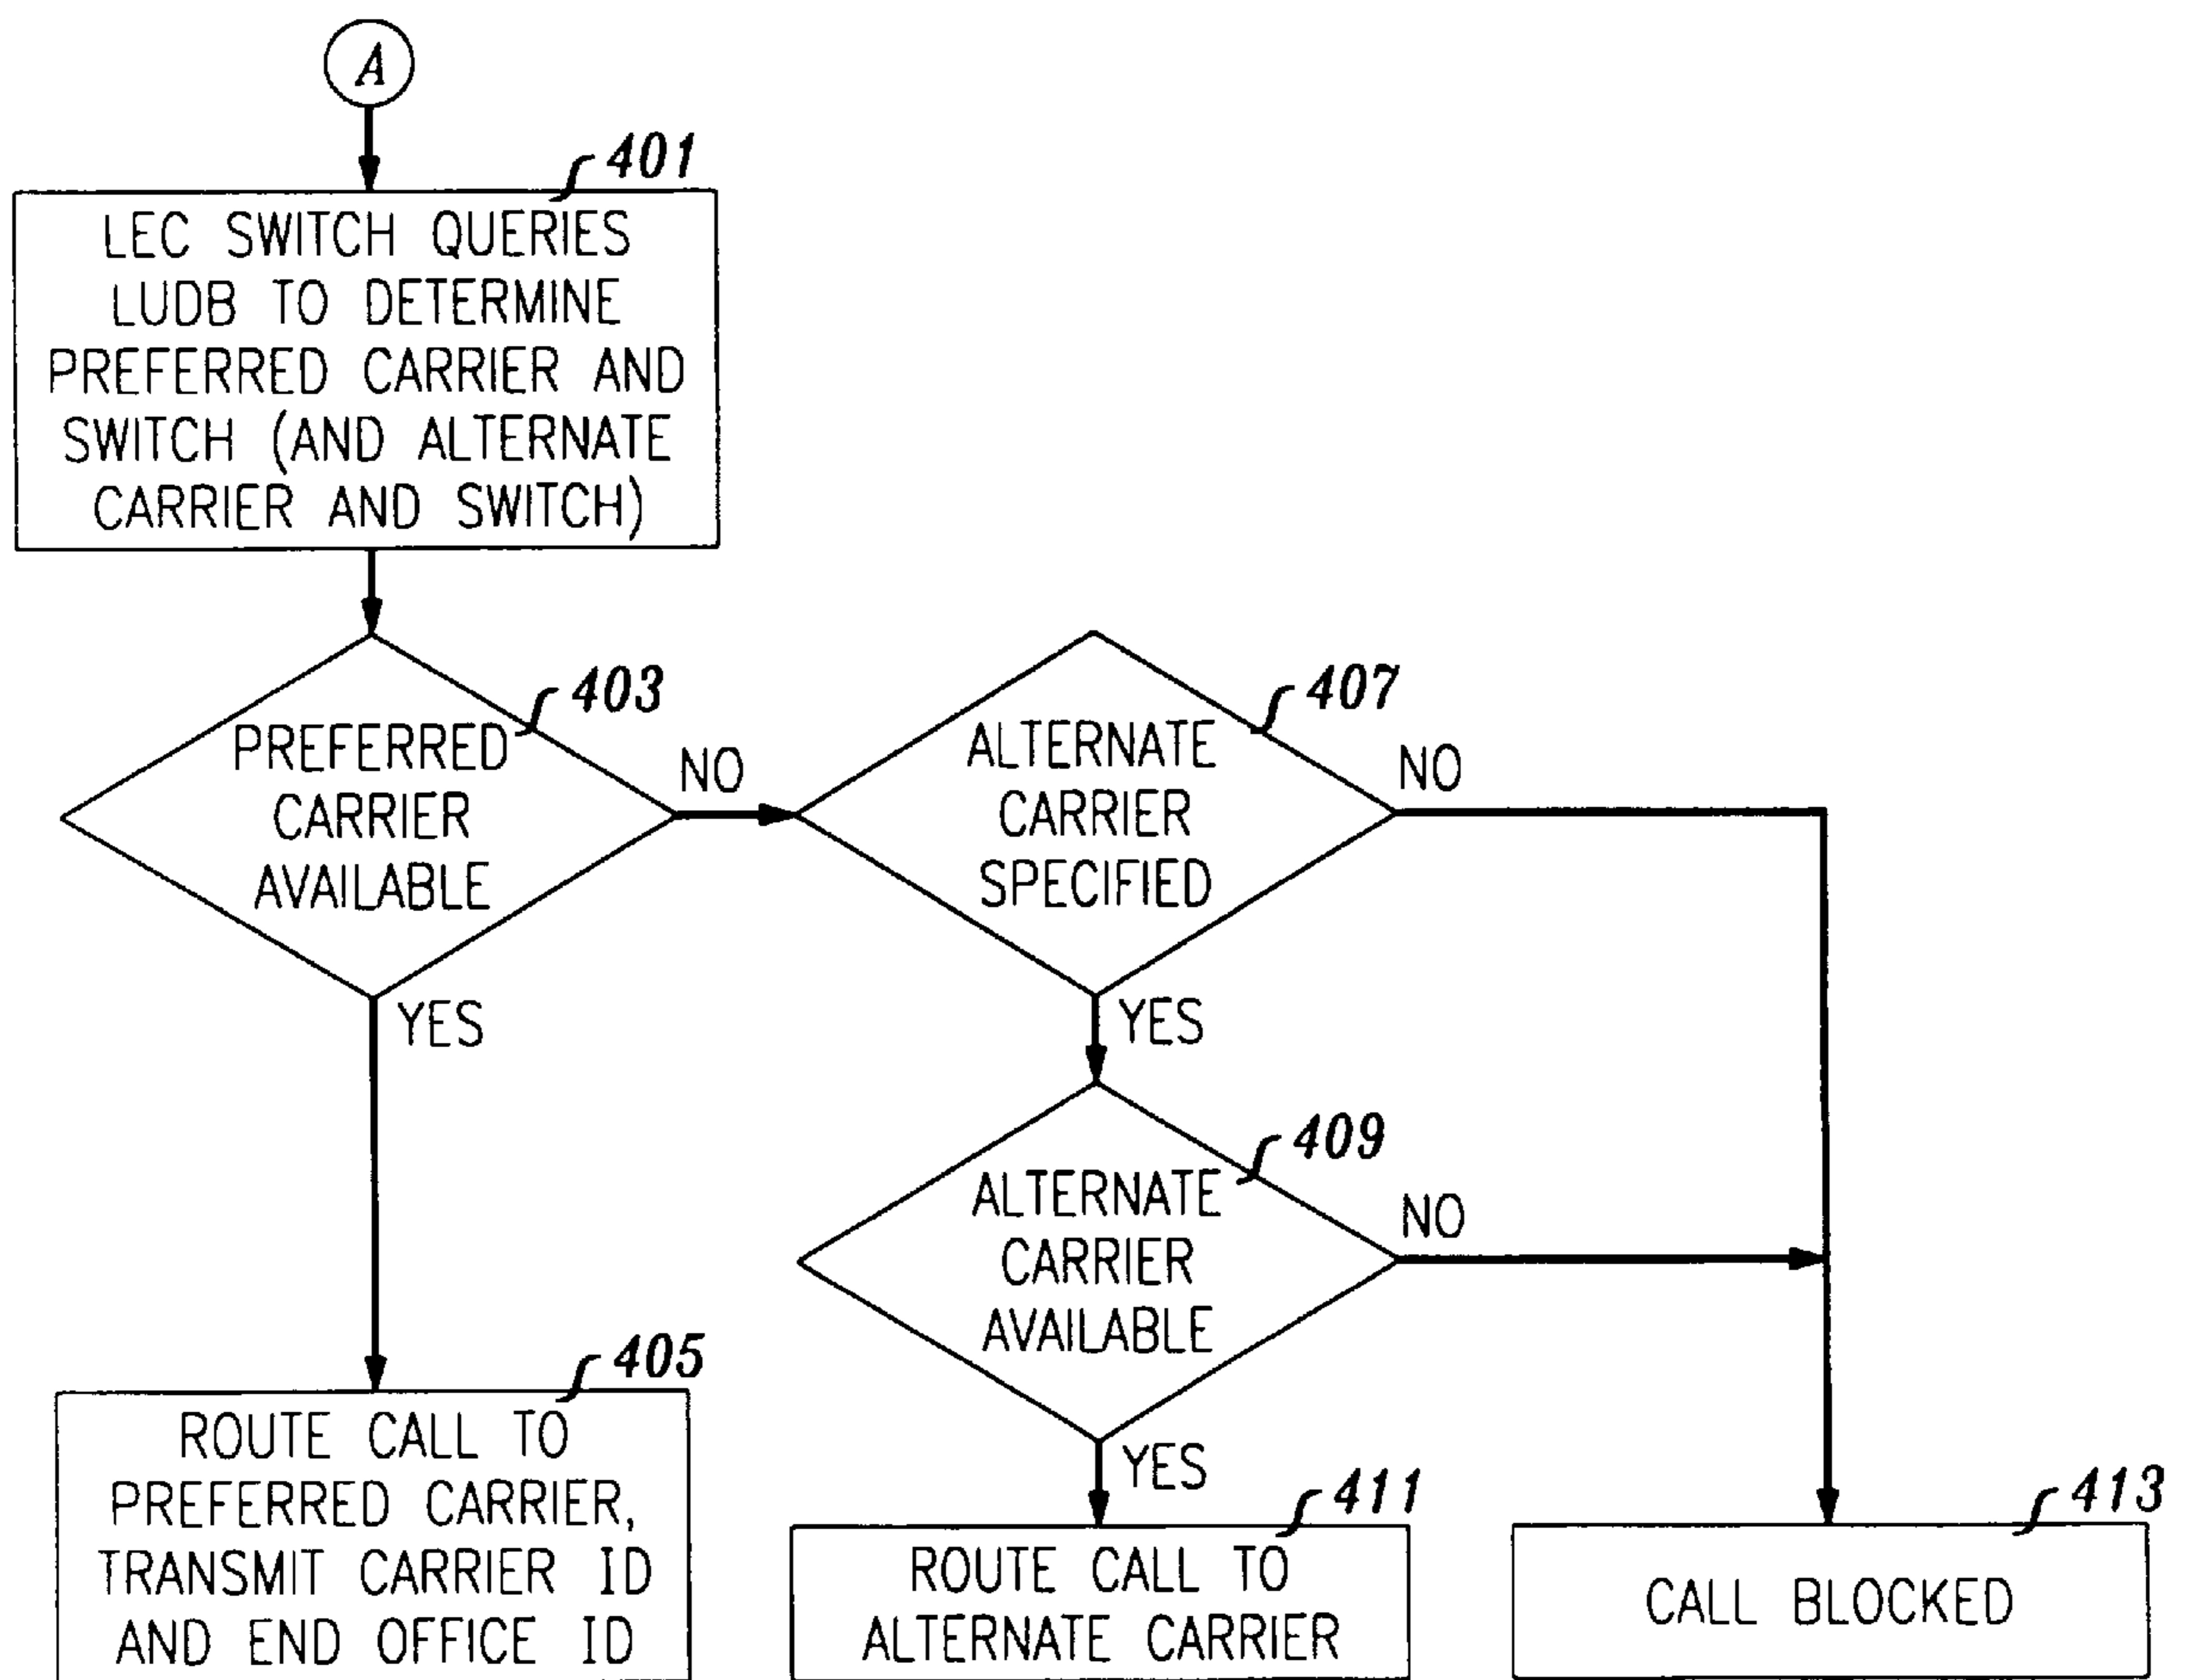 A
401
LEC SWITCH QUERIES
LUDB TO DETERMINE
PREFERRED CARRIER AND
SWITCH (AND ALTERNATE
CARRIER AND SWITCH)
403
PREFERRED
CARRIER
AVAILABLE
NO
YES
407
ALTERNATE
CARRIER
SPECIFIED
NO
YES
409
ALTERNATE
CARRIER
AVAILABLE
NO
YES
405
ROUTE CALL TO
PREFERRED CARRIER,
TRANSMIT CARRIER ID
AND END OFFICE ID
411
ROUTE CALL TO
ALTERNATE CARRIER
413
CALL BLOCKED